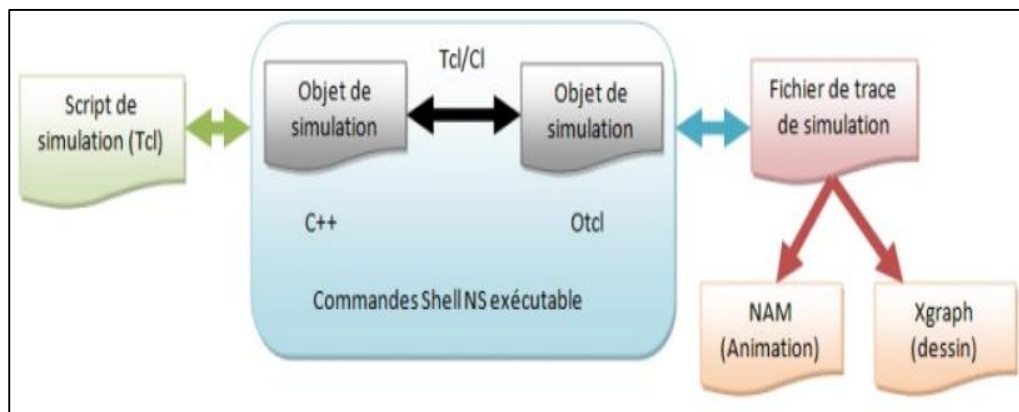 Script de
simulation (Tcl)
Objet de
simulation
C++
Tcl/Cl
Objet de
simulation
Otcl
Commandes Shell NS exécutable
Fichier de trace
de simulation
NAM
(Animation)
Xgraph
(dessin)